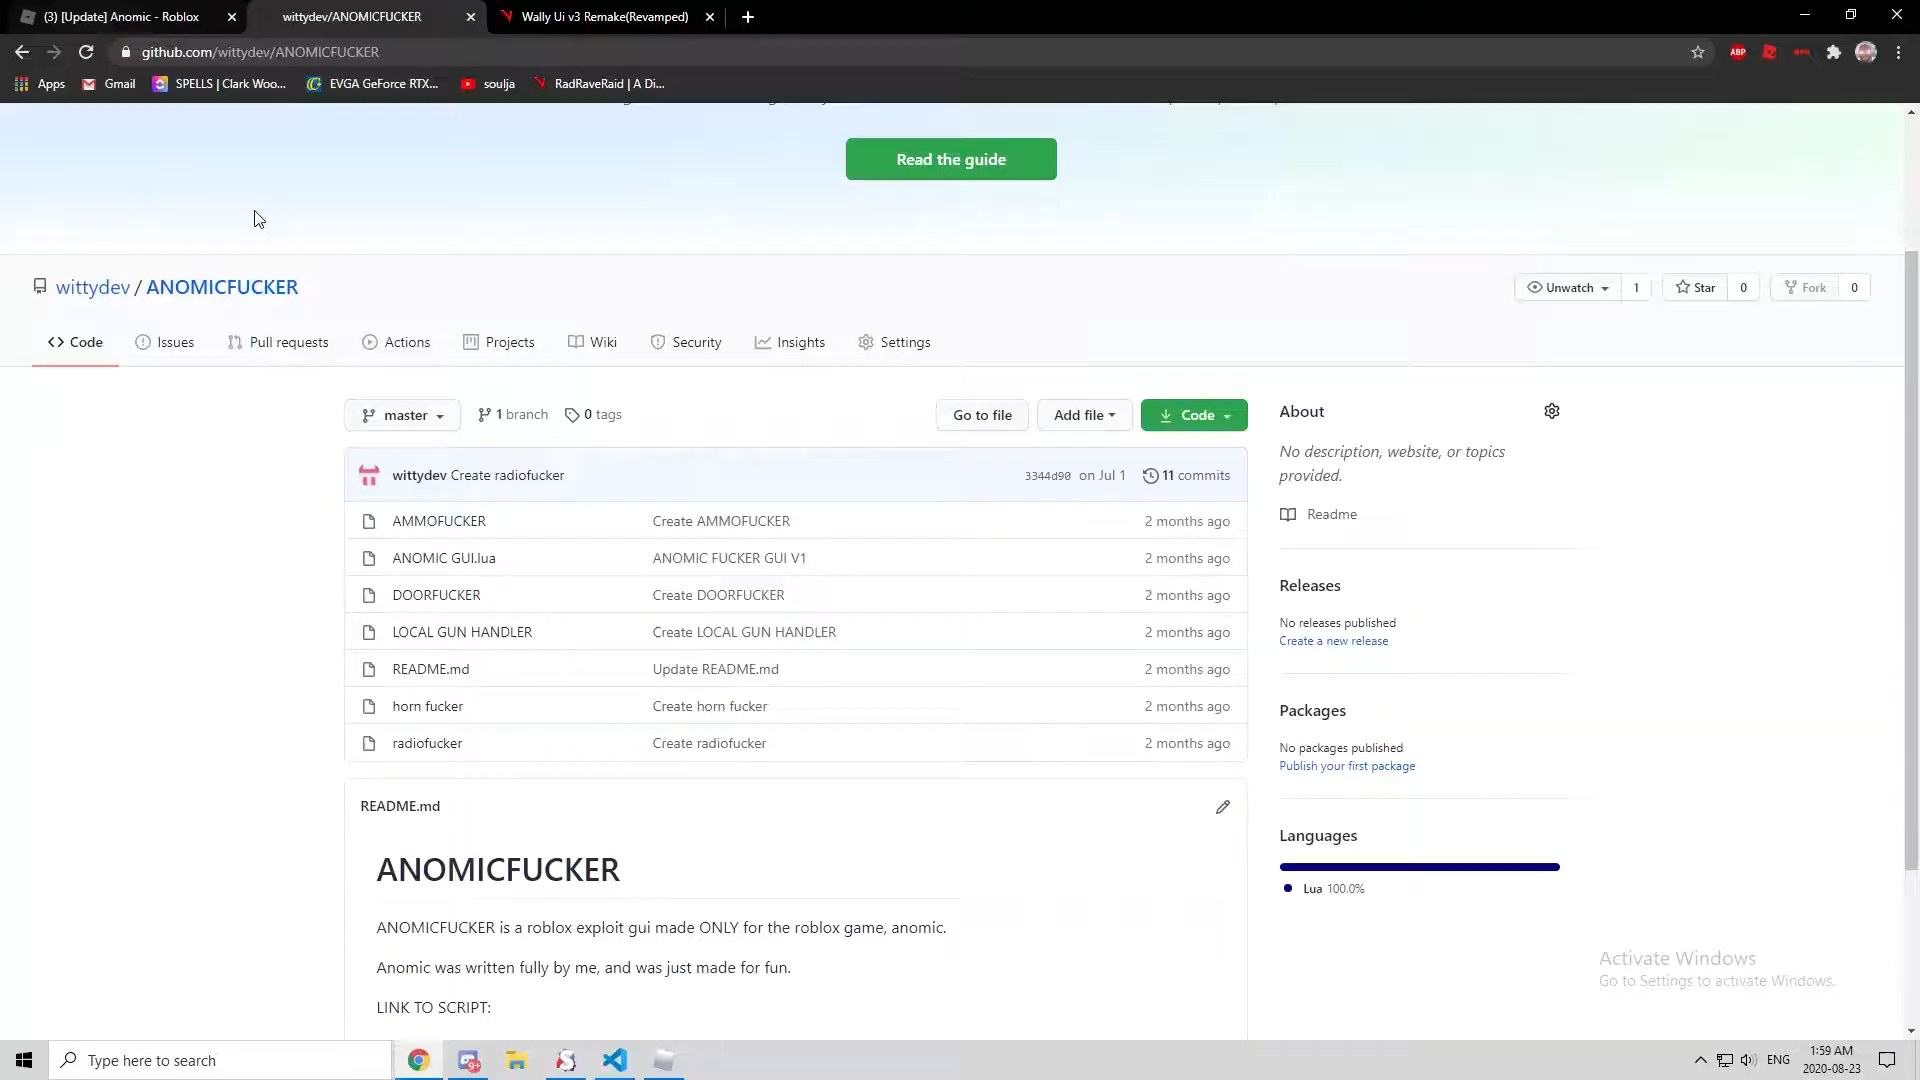 (3) [Update] Anomic - Roblox
wittydev/ANOMICFUCKER
Wally Ui v3 Remake(Revamped)
github.com/wittydev/ANOMICFUCKER
ABP
Apps
Gmail
SPELLS | Clark Woo...
EVGA GeForce RTX...
soulja
RadRaveRaid | A Di...
Read the guide
wittydev / ANOMICFUCKER
Unwatch 1
Star 0
Fork 0
Code
Issues
Pull requests
Actions
Projects
Wiki
Security
Insights
Settings
master
1 branch
0 tags
Go to file
Add file
Code
wittydev Create radiofucker
3344d90 on Jul 1
11 commits
AMMOFUCKER Create AMMOFUCKER 2 months ago
ANOMIC GUI.lua ANOMIC FUCKER GUI V1 2 months ago
DOORFUCKER Create DOORFUCKER 2 months ago
LOCAL GUN HANDLER Create LOCAL GUN HANDLER 2 months ago
README.md Update README.md 2 months ago
horn fucker Create horn fucker 2 months ago
radiofucker Create radiofucker 2 months ago
README.md
ANOMICFUCKER
ANOMICFUCKER is a roblox exploit gui made ONLY for the roblox game, anomic.
Anomic was written fully by me, and was just made for fun.
LINK TO SCRIPT:
About
No description, website, or topics
provided.
Readme
Releases
No releases published
Create a new release
Packages
No packages published
Publish your first package
Languages
Lua 100.0%
Activate Windows
Go to Settings to activate Windows.
Type here to search
9+
ENG
1:59 AM
2020-08-23